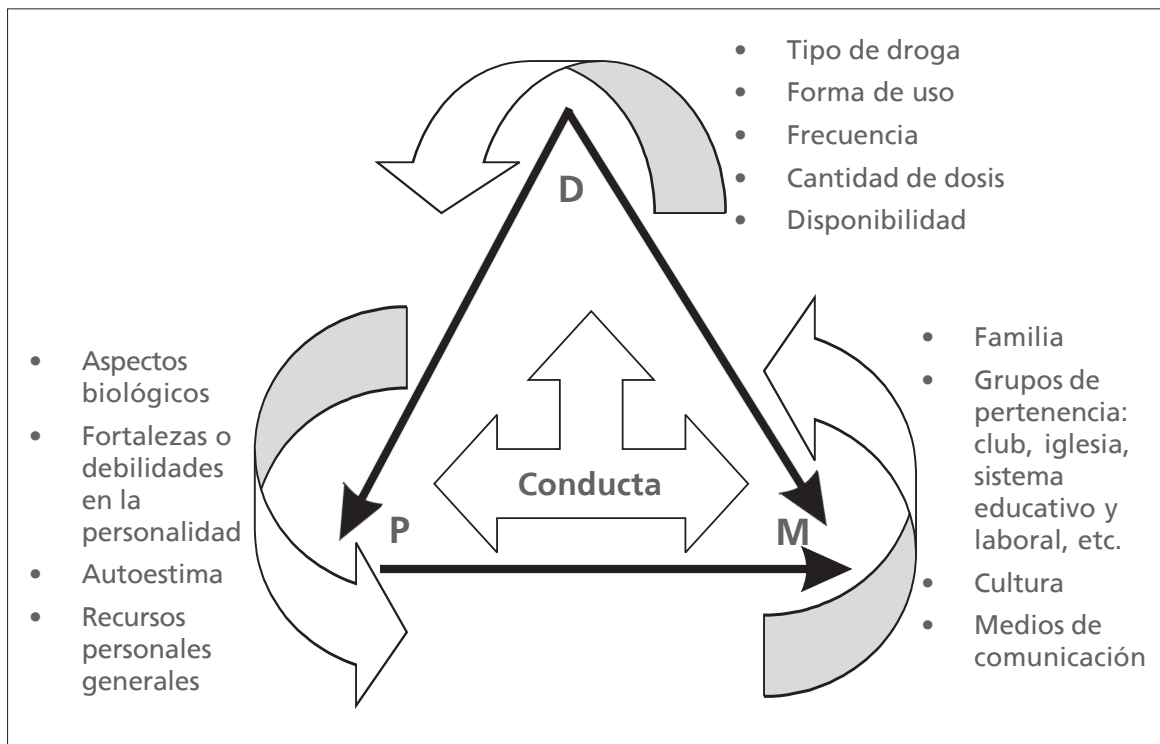 • Tipo de droga
• Forma de uso
• Frecuencia
• Cantidad de dosis
• Disponibilidad
D
• Aspectos
biológicos
• Fortalezas o
debilidades
en la
personalidad
• Autoestima
• Recursos
personales
generales
P
Conducta
M
• Familia
• Grupos de
pertenencia:
club, iglesia,
sistema
educativo y
laboral, etc.
• Cultura
• Medios de
comunicación